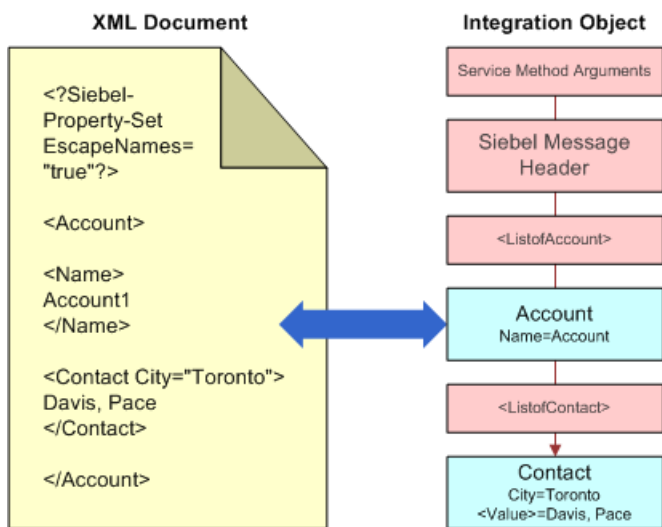 XML Document
<?Siebel-
Property-Set
EscapeNames=
"true"?>
<Account>
<Name>
Account1
</Name>
<Contact City="Toronto">
Davis, Pace
</Contact>
</Account>
Integration Object
Service Method Arguments
Siebel Message
Header
<ListofAccount>
Account
Name=Account
<ListofContact>
Contact
City=Toronto
<Value>=Davis, Pace